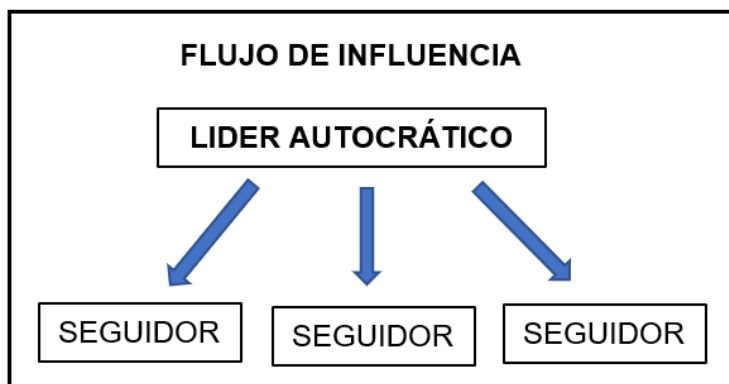 FLUJO DE INFLUENCIA
LIDER AUTOCRÁTICO
SEGUIDOR
SEGUIDOR
SEGUIDOR